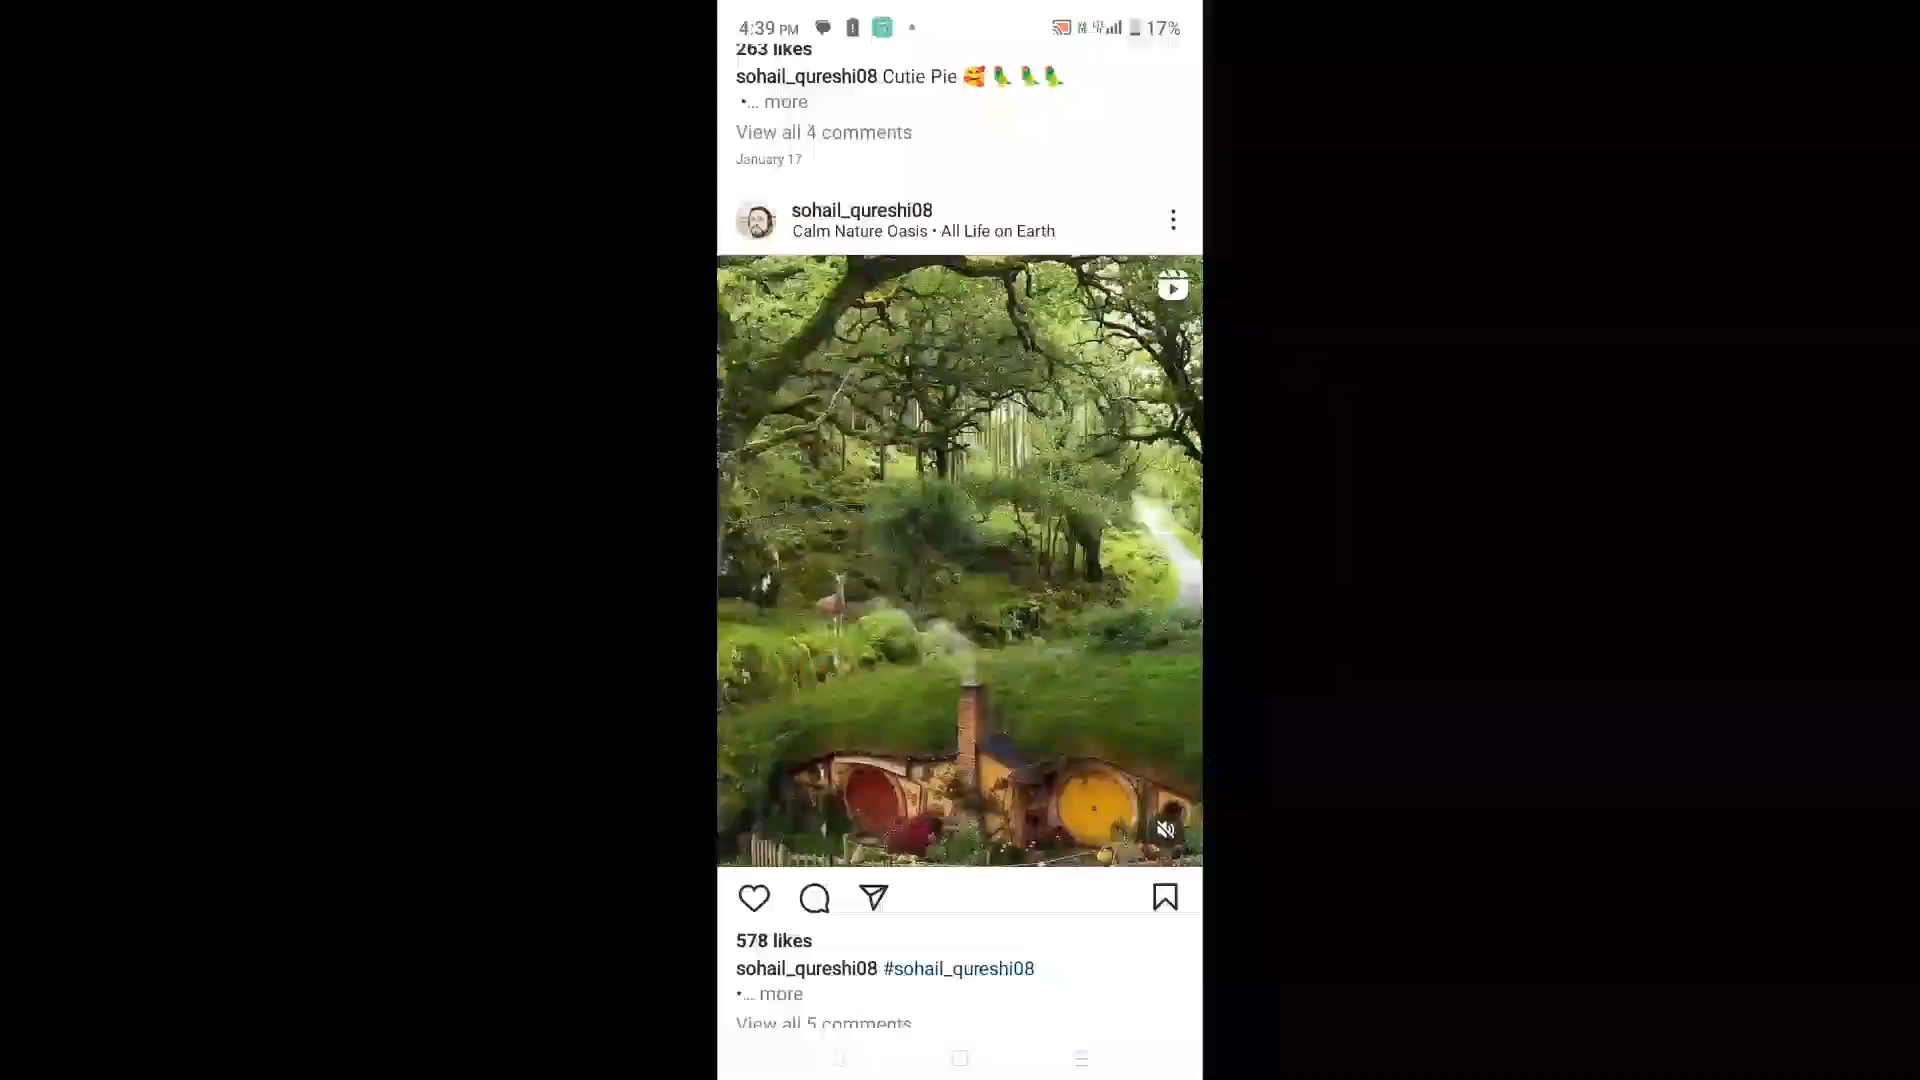 4:39 PM
17%
263 likes
sohail_qureshi08 Cutie Pie 🥰 🦜 🦜 🦜
•... more
View all 4 comments
January 17
sohail_qureshi08
Calm Nature Oasis • All Life on Earth
578 likes
sohail_qureshi08 #sohail_qureshi08
•... more
View all 5 comments